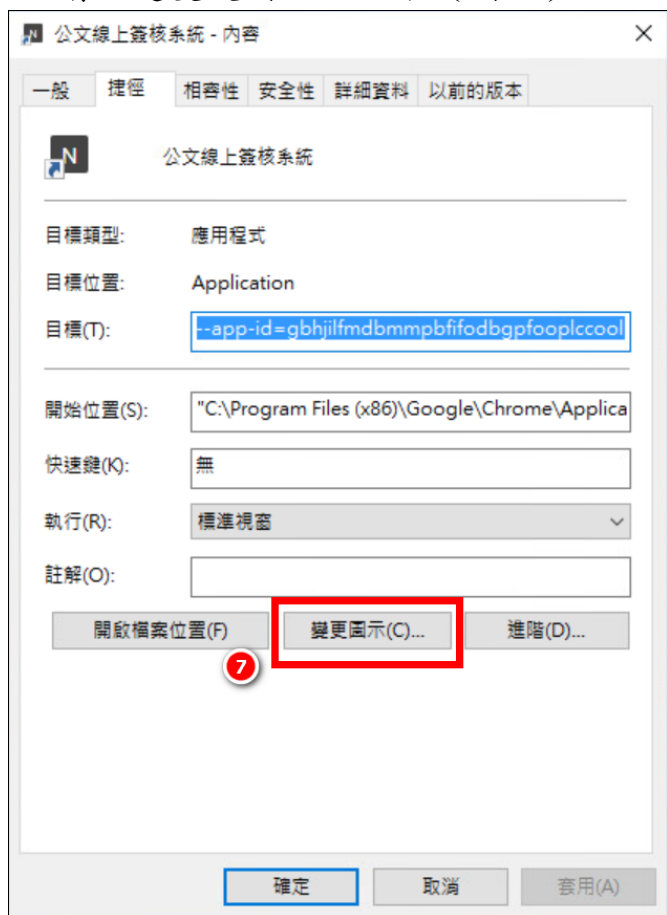 公文線上簽核系統 - 內容
一般 捷徑 相容性 安全性 詳細資料 以前的版本
N 公文線上簽核系統
目標類型: 應用程式
目標位置: Application
目標(T): --app-id=gbhjilfmdbmmpbfifodbgpfooplccool
開始位置(S): "C:\Program Files (x86)\Google\Chrome\Applica
快速鍵(K): 無
執行(R): 標準視窗
註解(O):
開啟檔案位置(F) 變更圖示(C)... 進階(D)...
7
確定 取消 套用(A)